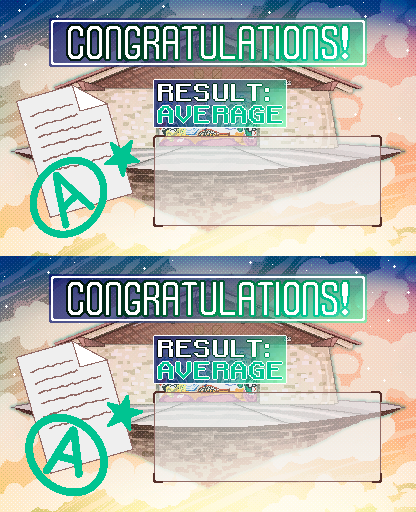 CONGRATULATIONS!
RESULT:
AVERAGE
A
CONGRATULATIONS!
RESULT:
AVERAGE
A